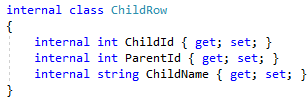 internal class ChildRow
{
    internal int ChildId { get; set; }
    internal int ParentId { get; set; }
    internal string ChildName { get; set; }
}